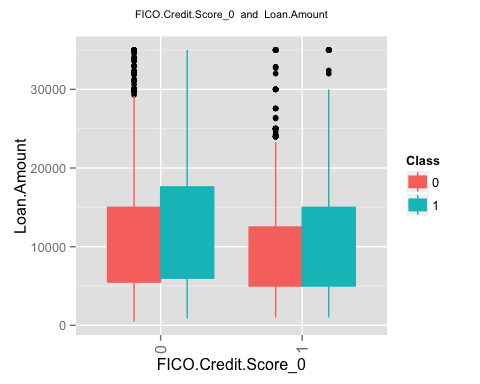 FICO.Credit.Score_0 and Loan.Amount
Loan.Amount
30000
20000
10000
0
0
1
FICO.Credit.Score_0
Class
0
1